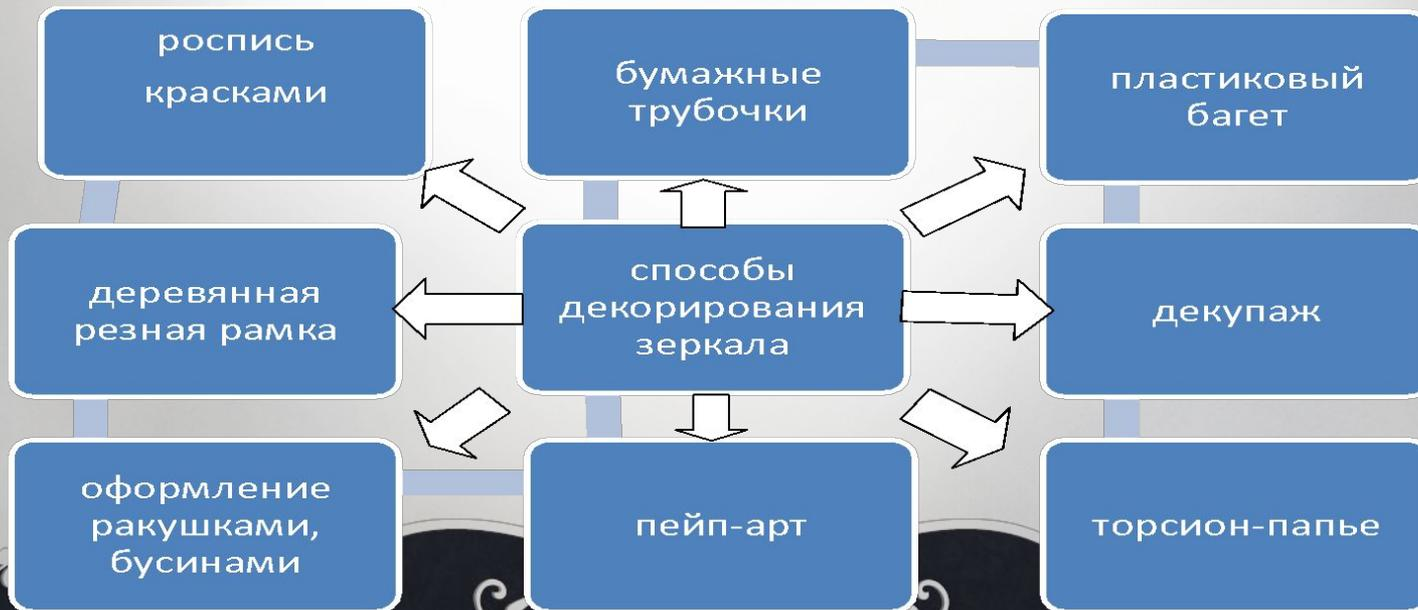 роспись
красками
бумажные
трубочки
пластиковый
багет
деревянная
резная рамка
способы
декорирования
зеркала
декупаж
оформление
ракушками,
бусинами
пейп-арт
торсион-папье